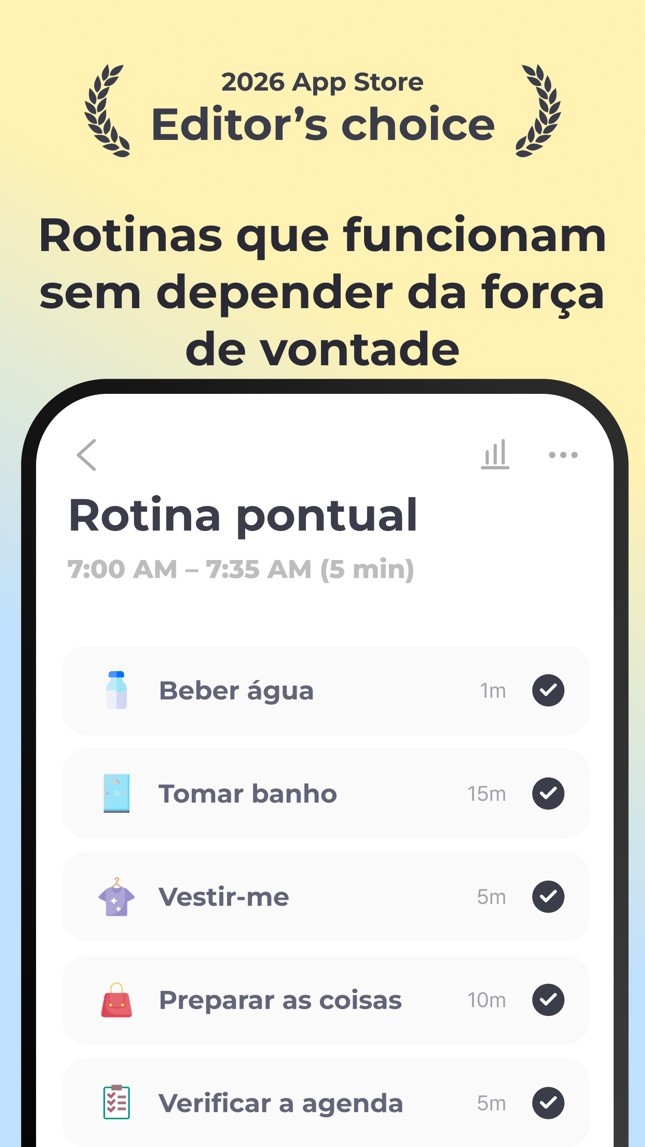 2026 App Store
Editor’s choice
Rotinas que funcionam
sem depender da força
de vontade
Rotina pontual
7:00 AM – 7:35 AM (5 min)
Beber água 1m
Tomar banho 15m
Vestir-me 5m
Preparar as coisas 10m
Verificar a agenda 5m